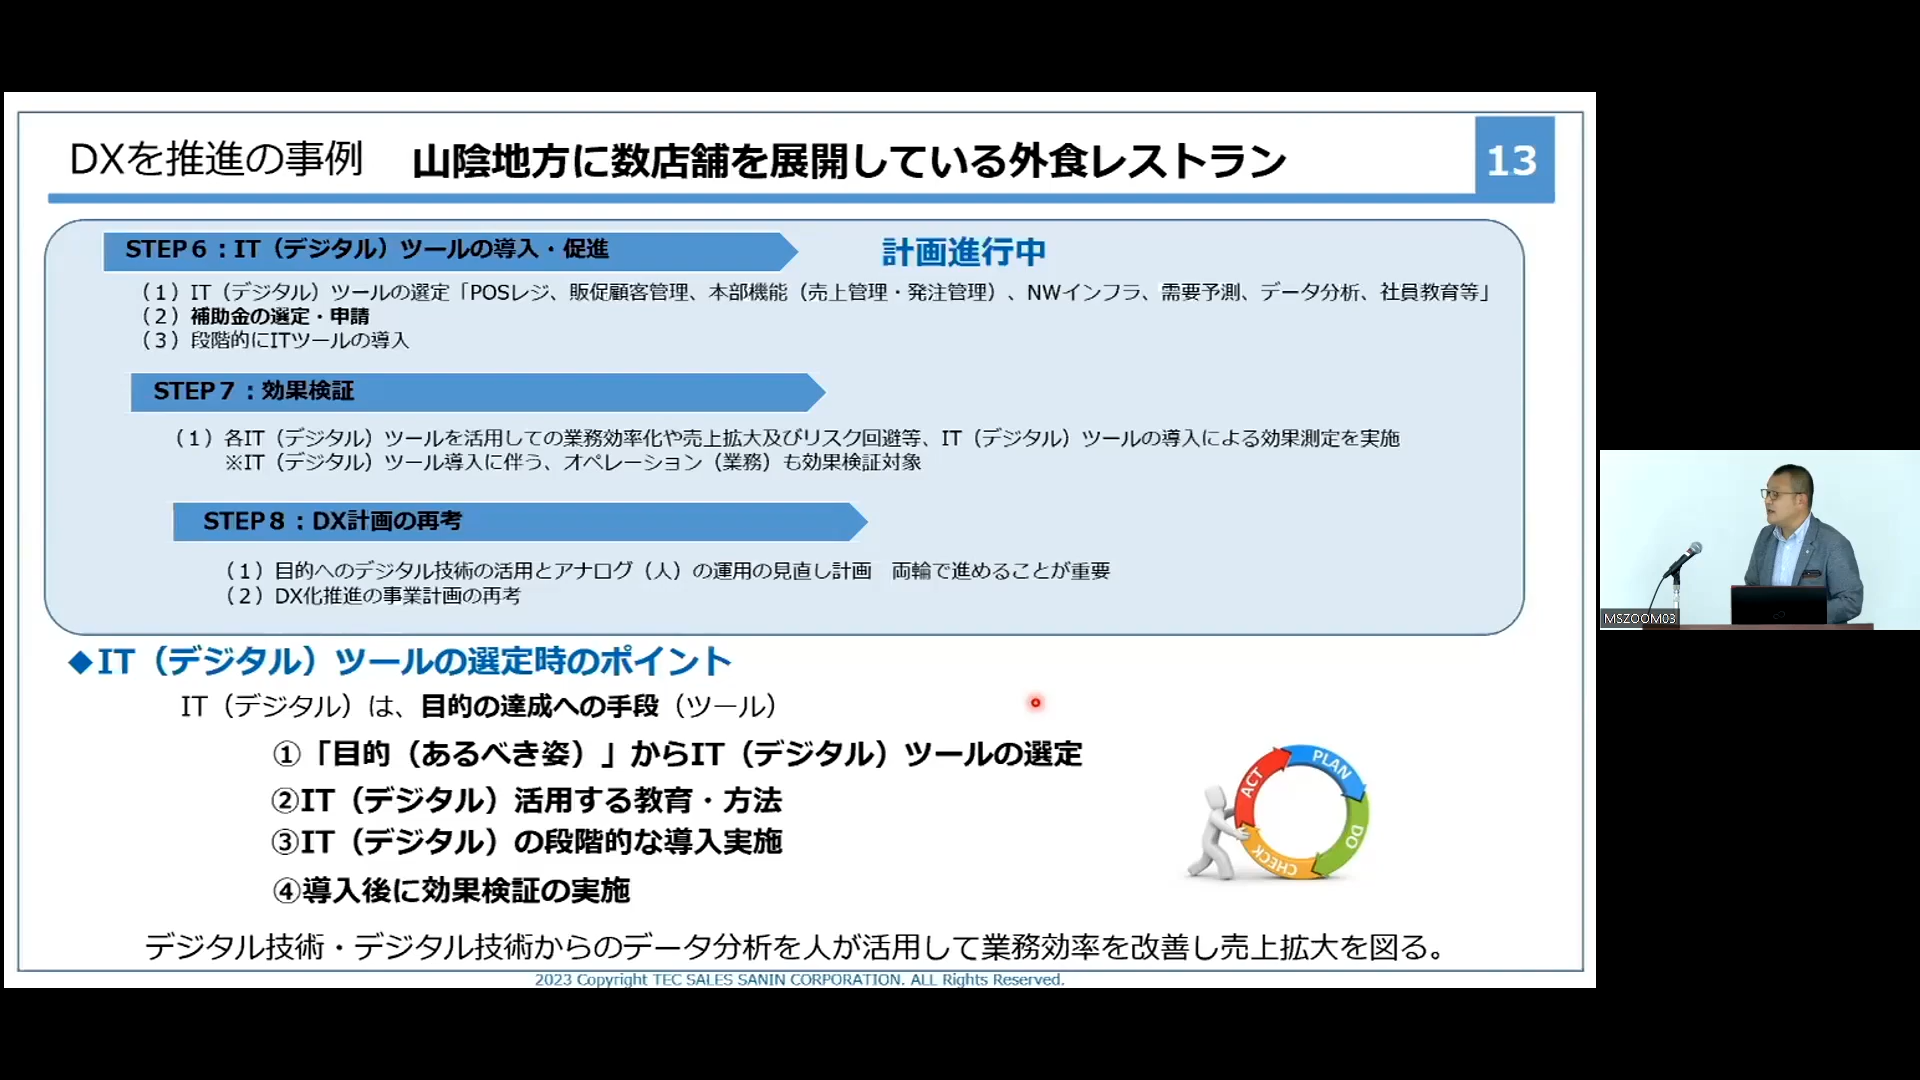 DXを推進の事例 山陰地方に数店舗を展開している外食レストラン
13
STEP6：IT（デジタル）ツールの導入・促進
計画進行中
（1）IT（デジタル）ツールの選定「POSレジ、販促顧客管理、本部機能（売上管理・発注管理）、NWインフラ、需要予測、データ分析、社員教育等」
（2）補助金の選定・申請
（3）段階的にITツールの導入
STEP7：効果検証
（1）各IT（デジタル）ツールを活用しての業務効率化や売上拡大及びリスク回避等、IT（デジタル）ツールの導入による効果測定を実施
※IT（デジタル）ツール導入に伴う、オペレーション（業務）も効果検証対象
STEP8：DX計画の再考
（1）目的へのデジタル技術の活用とアナログ（人）の運用の見直し計画 両輪で進めることが重要
（2）DX化推進の事業計画の再考
◆IT（デジタル）ツールの選定時のポイント
IT（デジタル）は、目的の達成への手段（ツール）
①「目的（あるべき姿）」からIT（デジタル）ツールの選定
②IT（デジタル）活用する教育・方法
③IT（デジタル）の段階的な導入実施
④導入後に効果検証の実施
PLAN
DO
CHECK
ACT
デジタル技術・デジタル技術からのデータ分析を人が活用して業務効率を改善し売上拡大を図る。
2023 Copyright TEC SALES SANIN CORPORATION. ALL Rights Reserved.
MSZOOM03